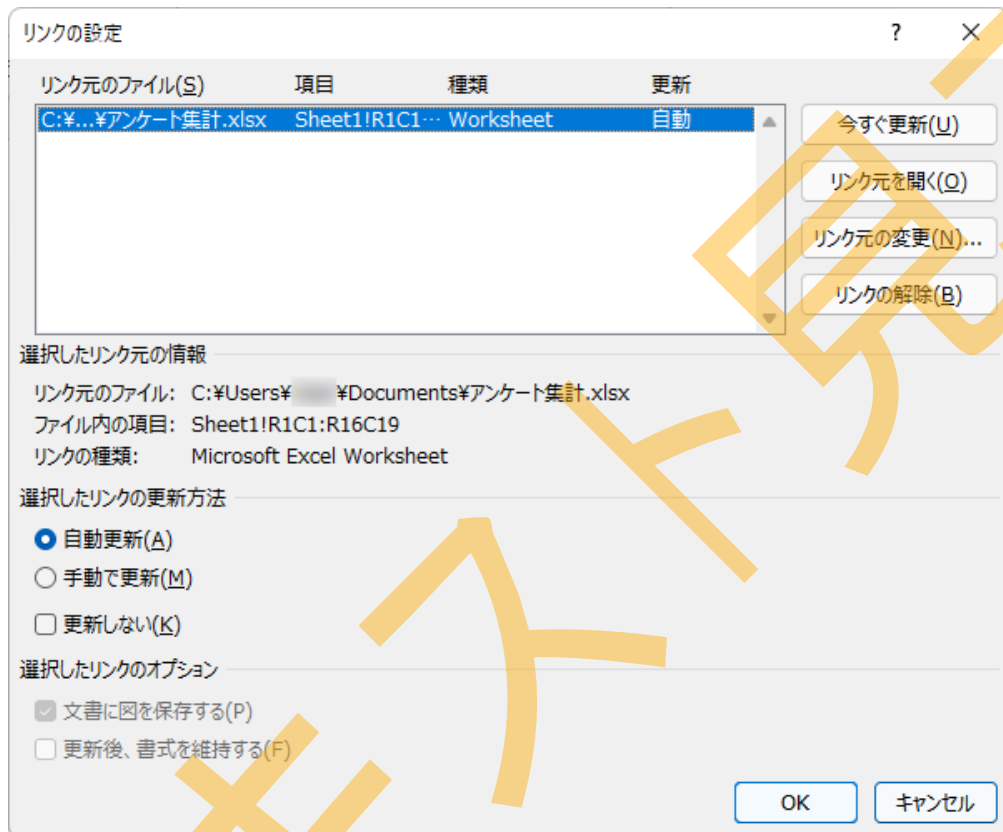 リンクの設定 ?
リンク元のファイル(S) 項目 種類 更新
C:¥...¥アンケート集計.xlsx Sheet1!R1C1… Worksheet 自動
今すぐ更新(U)
リンク元を開く(O)
リンク元の変更(N)...
リンクの解除(B)
選択したリンク元の情報
リンク元のファイル: C:¥Users¥ ¥Documents¥アンケート集計.xlsx
ファイル内の項目: Sheet1!R1C1:R16C19
リンクの種類: Microsoft Excel Worksheet
選択したリンクの更新方法
自動更新(A)
手動で更新(M)
更新しない(K)
選択したリンクのオプション
文書に図を保存する(P)
更新後、書式を維持する(F)
OK キャンセル